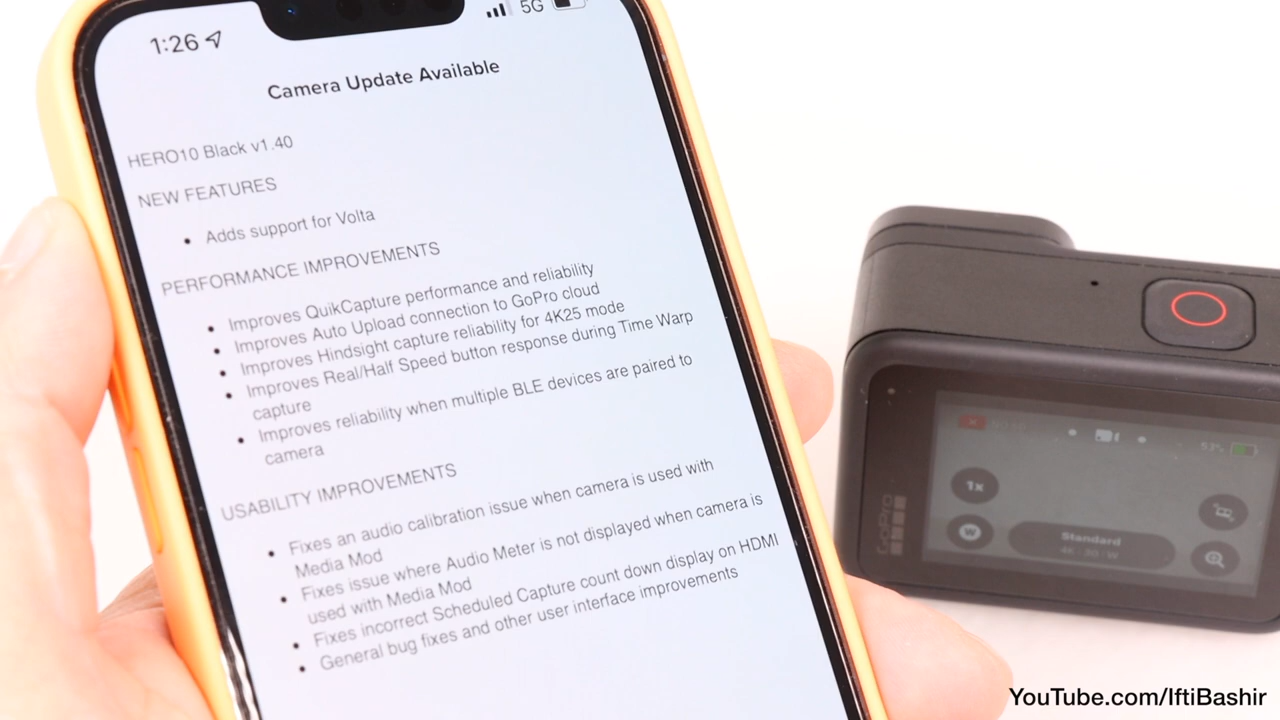 1:26
5G
Camera Update Available
HERO10 Black v1.40
NEW FEATURES
• Adds support for Volta
PERFORMANCE IMPROVEMENTS
• Improves QuikCapture performance and reliability
• Improves Auto Upload connection to GoPro cloud
• Improves Hindsight capture reliability for 4K25 mode
• Improves Real/Half Speed button response during Time Warp
capture
• Improves reliability when multiple BLE devices are paired to
camera
USABILITY IMPROVEMENTS
• Fixes an audio calibration issue when camera is used with
Media Mod
• Fixes issue where Audio Meter is not displayed when camera is
used with Media Mod
• Fixes incorrect Scheduled Capture count down display on HDMI
• General bug fixes and other user interface improvements
53%
1x
W
Standard
4K
30
W
GoPro
YouTube.com/IftiBashir